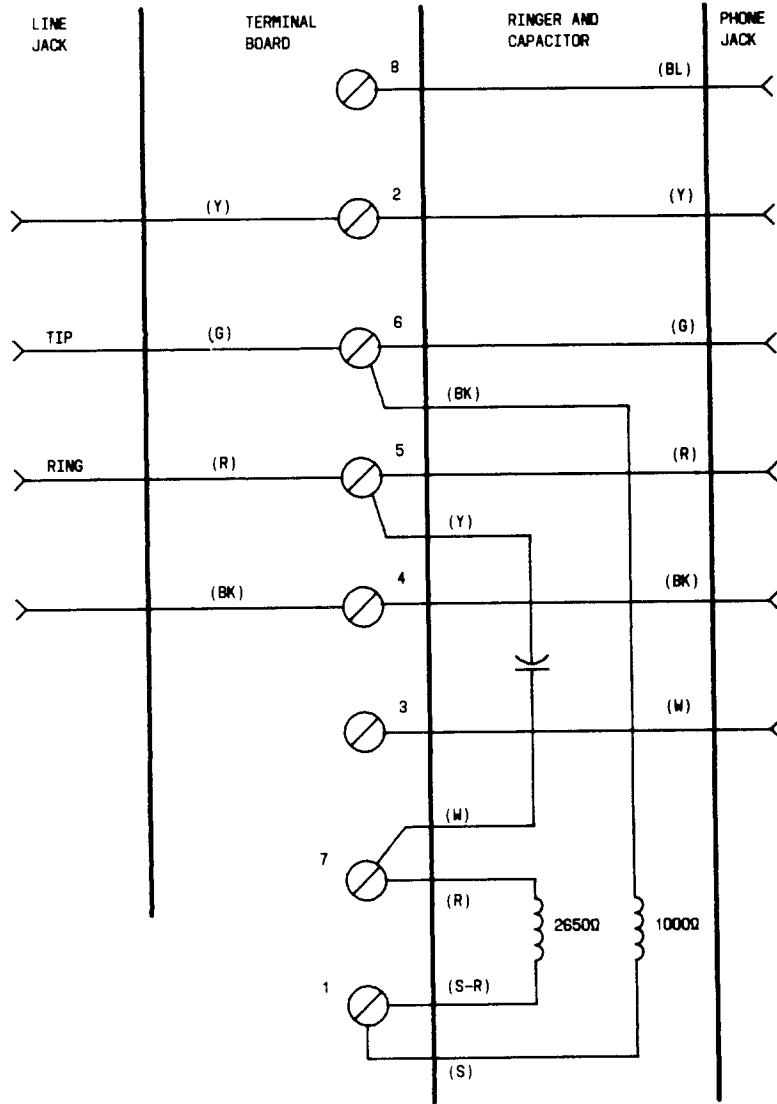 LINE
JACK
TERMINAL
BOARD
RINGER AND
CAPACITOR
PHONE
JACK
8
(BL)
(Y)
2
(Y)
TIP
(G)
6
(G)
(BK)
RING
(R)
5
(R)
(Y)
(BK)
4
(BK)
3
(W)
(W)
7
(R)
2650Ω
1000Ω
1
(S-R)
(S)